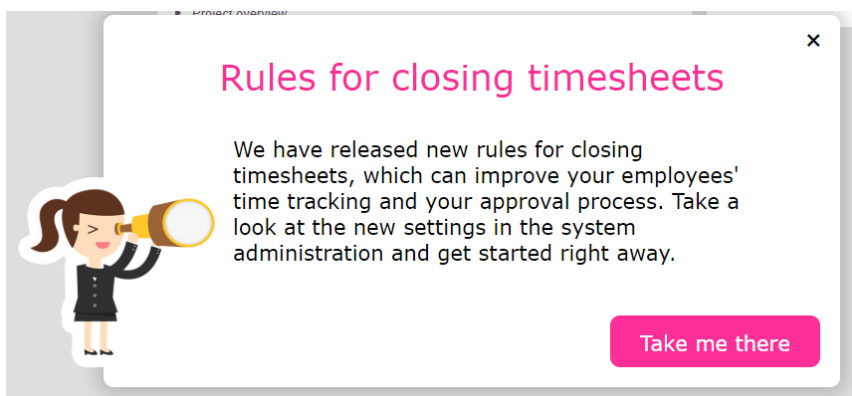 Project overview
×
Rules for closing timesheets
We have released new rules for closing
timesheets, which can improve your employees'
time tracking and your approval process. Take a
look at the new settings in the system
administration and get started right away.
Take me there